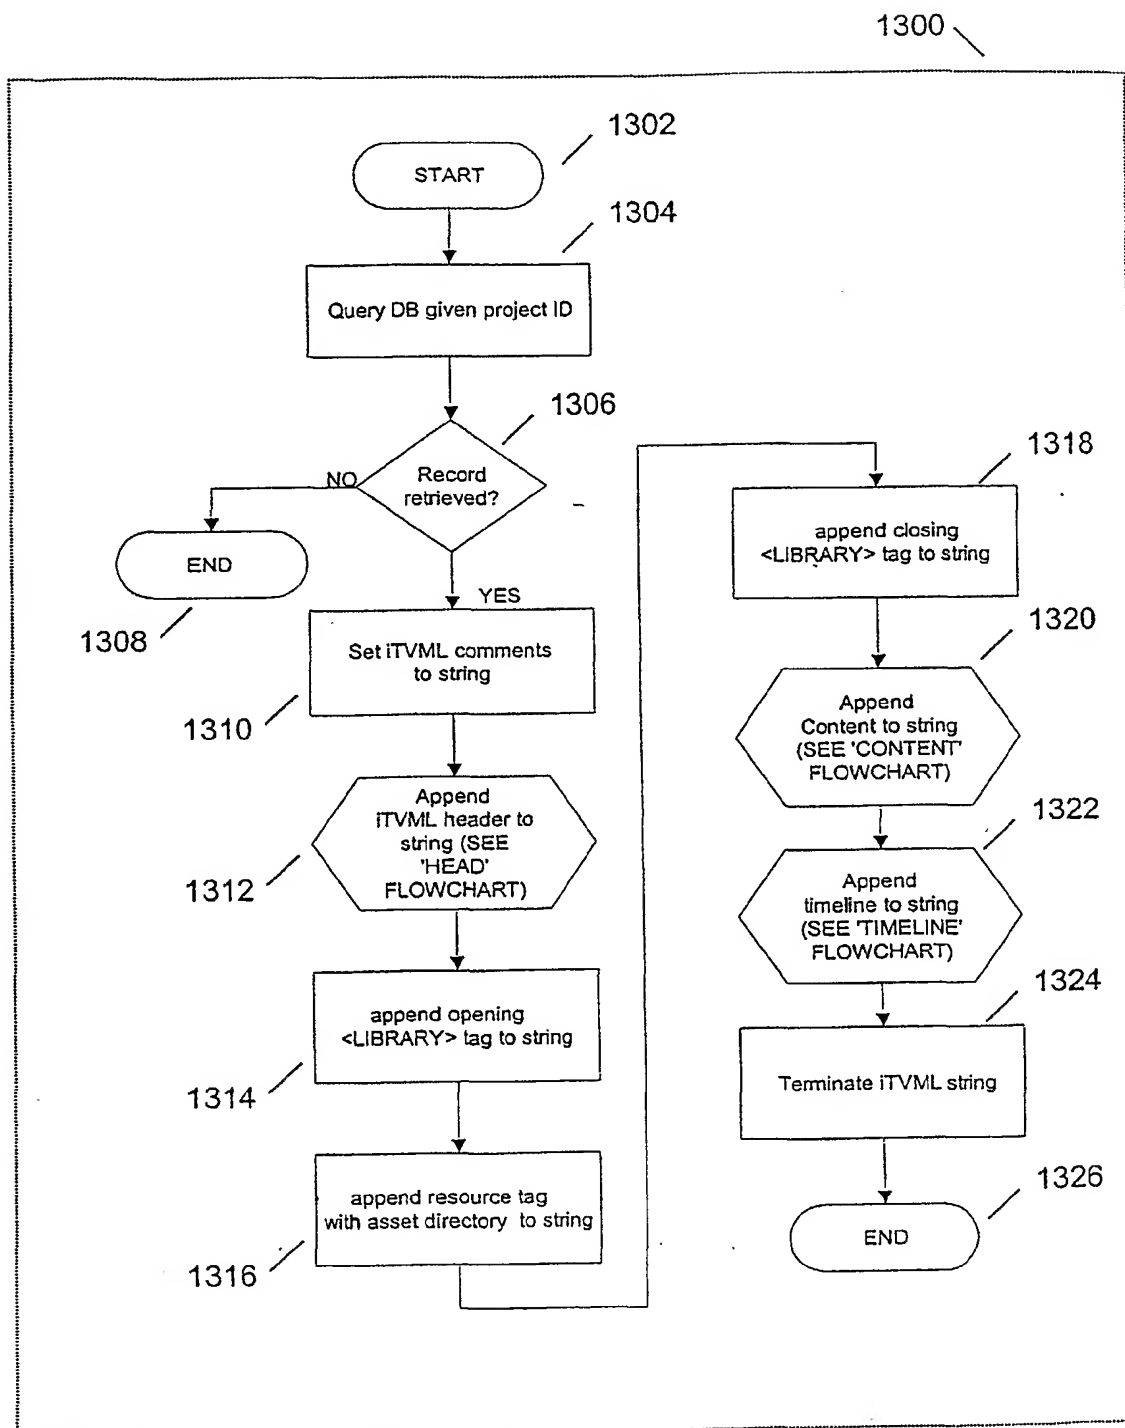 1300
1302
START
1304
Query DB given project ID
1306
Record
retrieved?
NO
END
1308
YES
Set iTVML comments
to string
1310
Append
iTVML header to
string (SEE
'HEAD'
FLOWCHART)
1312
append opening
<LIBRARY> tag to string
1314
append resource tag
with asset directory to string
1316
1318
append closing
<LIBRARY> tag to string
1320
Append
Content to string
(SEE 'CONTENT'
FLOWCHART)
1322
Append
timeline to string
(SEE 'TIMELINE'
FLOWCHART)
1324
Terminate iTVML string
1326
END